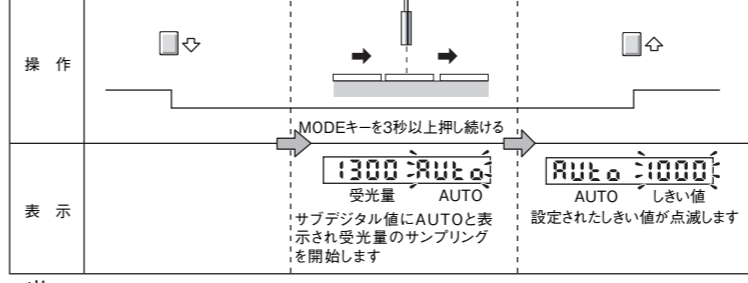 操 作
MODEキーを3秒以上押し続ける
1300 Auto
受光量 AUTO
サブデジタル値にAUTOと表
示され受光量のサンプリング
を開始します
Auto 1000
AUTO しきい値
設定されたしきい値が点滅します
表 示